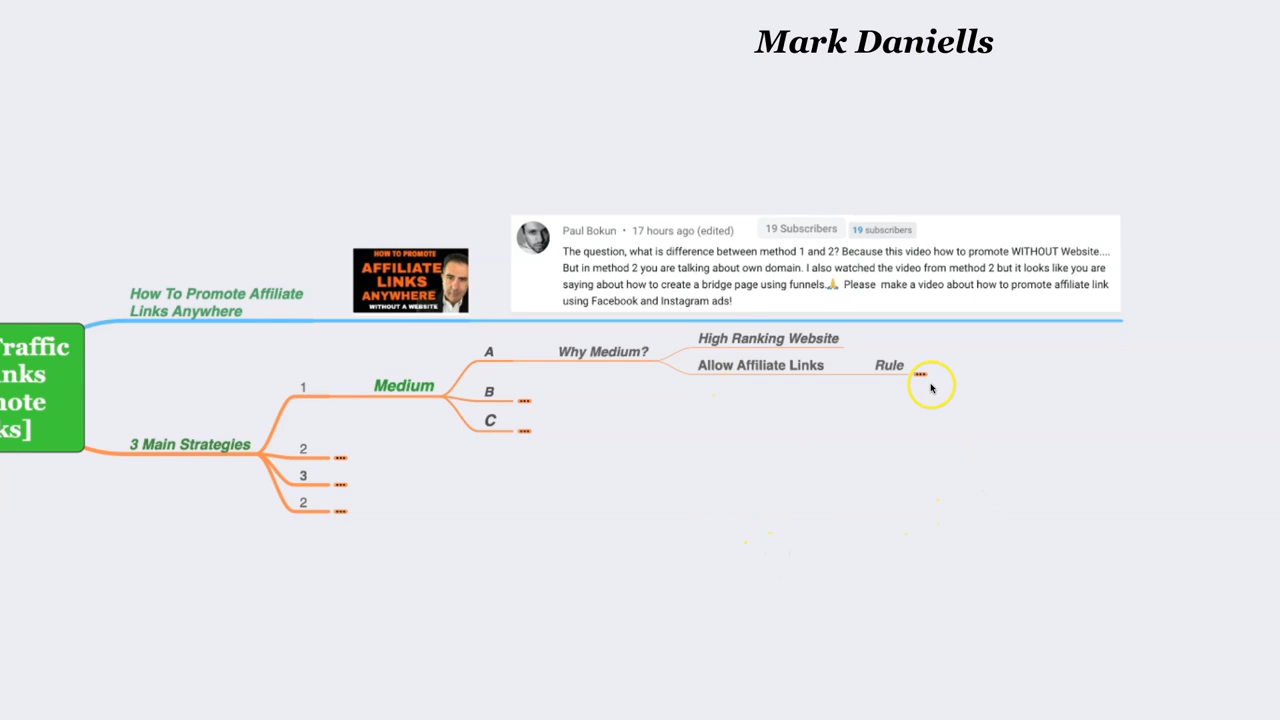 Mark Daniells
Paul Bokun • 17 hours ago (edited)
19 Subscribers
19 subscribers
The question, what is difference between method 1 and 2? Because this video how to promote WITHOUT Website....
But in method 2 you are talking about own domain. I also watched the video from method 2 but it looks like you are
saying about how to create a bridge page using funnels.🙏 Please make a video about how to promote affiliate link
using Facebook and Instagram ads!
HOW TO PROMOTE
AFFILIATE
LINKS
ANYWHERE
WITHOUT A WEBSITE
How To Promote Affiliate
Links Anywhere
Traffic
inks
note
ks]
3 Main Strategies
1
Medium
A
Why Medium?
High Ranking Website
Allow Affiliate Links
Rule
B
C
2
3
2